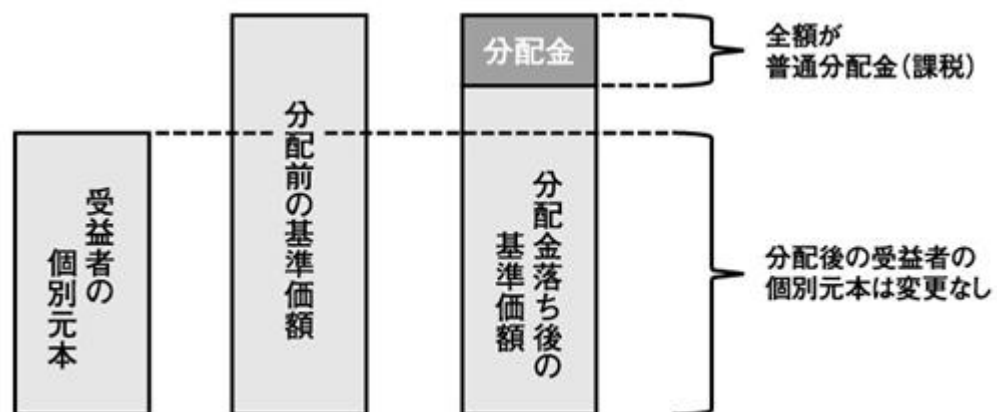 受益者の
個別元本
分配前の基準価額
分配金
分配金落ち後の
基準価額
全額が
普通分配金(課税)
分配後の受益者の
個別元本は変更なし